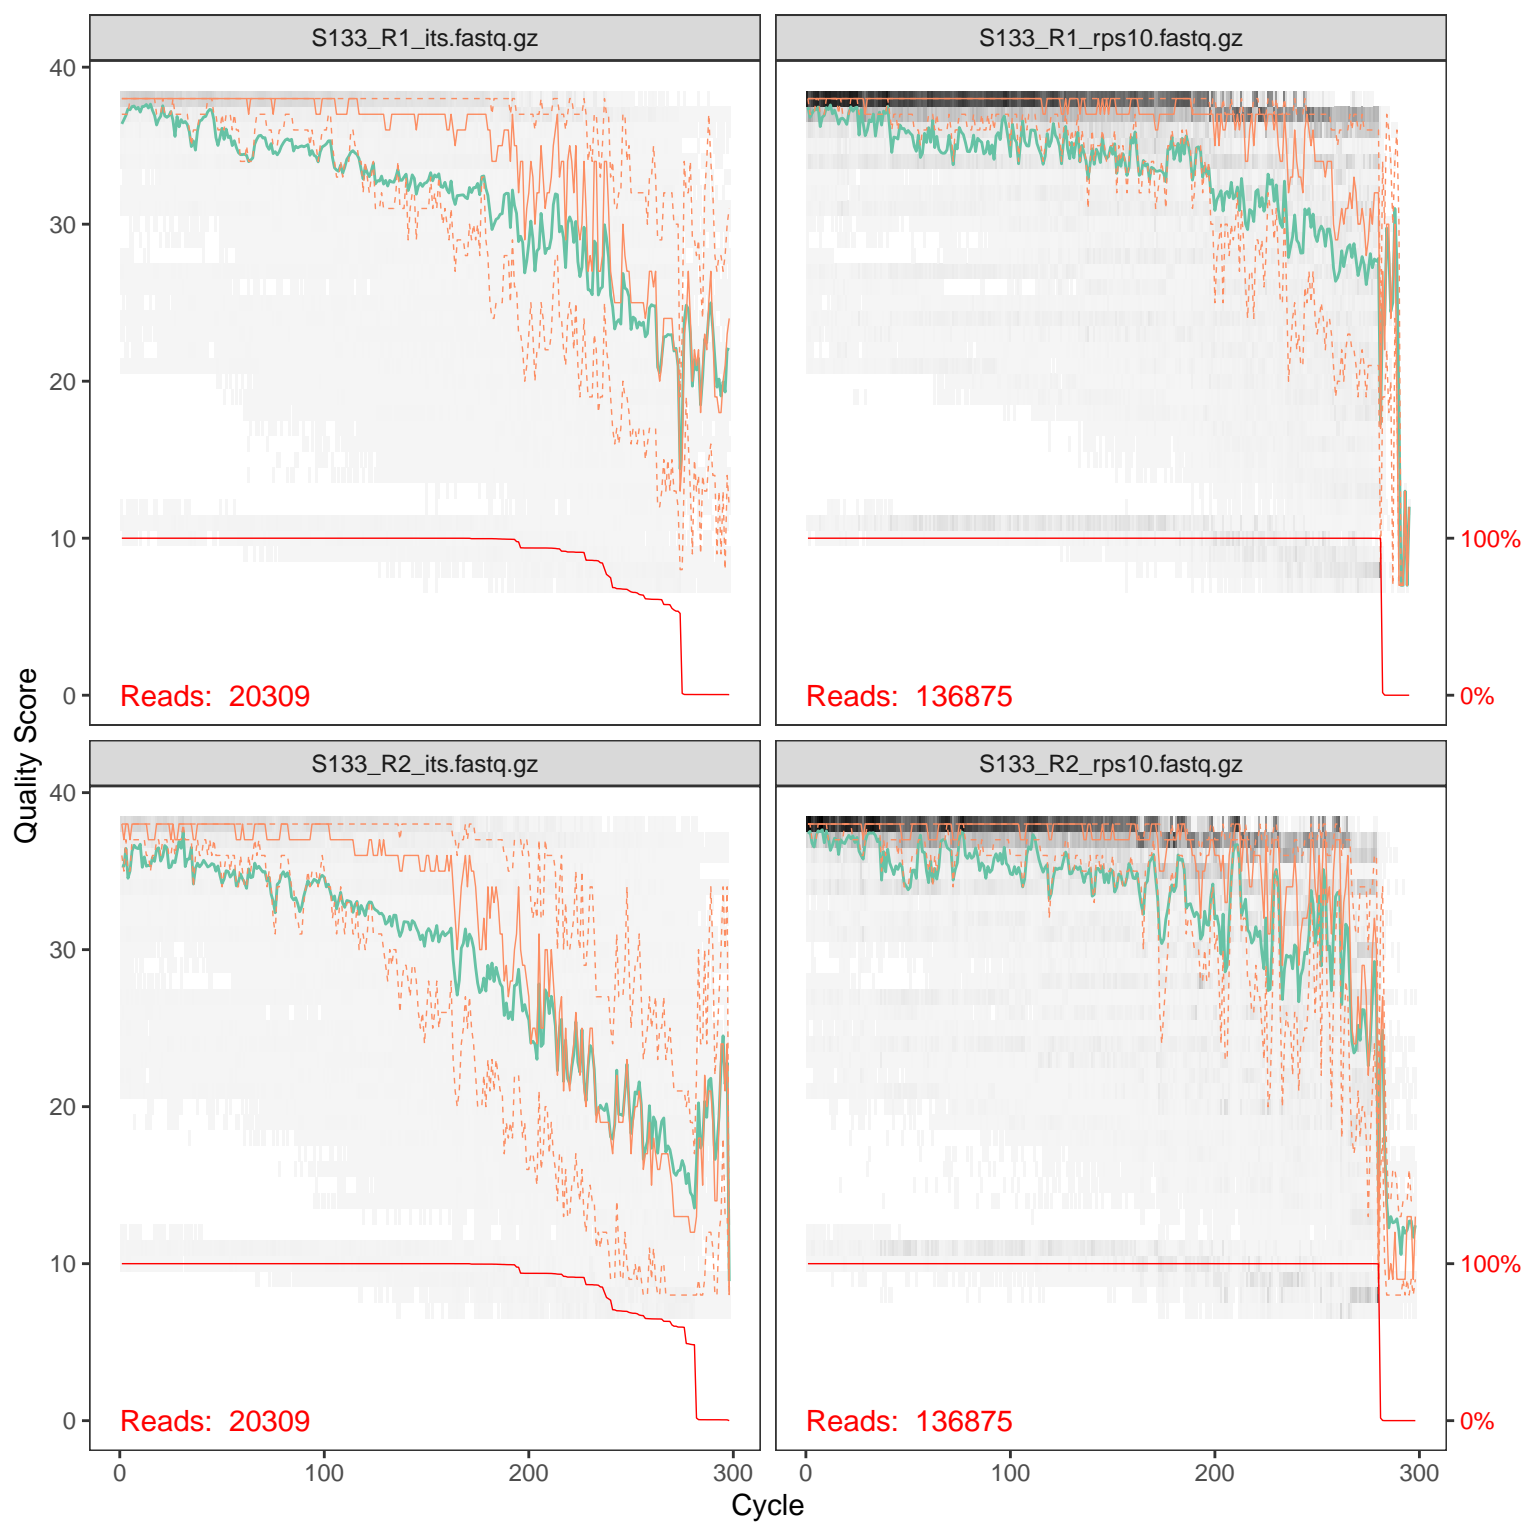 S133_R1_its.fastq.gz
S133_R1_rps10.fastq.gz
40
30
20
10
0
Reads: 20309
Reads: 136875
100%
0%
Quality Score
S133_R2_its.fastq.gz
S133_R2_rps10.fastq.gz
40
30
20
10
0
Reads: 20309
Reads: 136875
100%
0%
0 100 200 300
0 100 200 300
Cycle